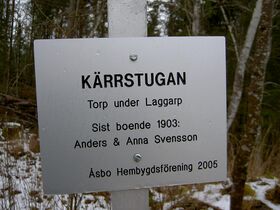 KÄRRSTUGAN
Torp under Laggarp
Sist boende 1903:
Anders & Anna Svensson
Åsbo Hembygdsförening 2005